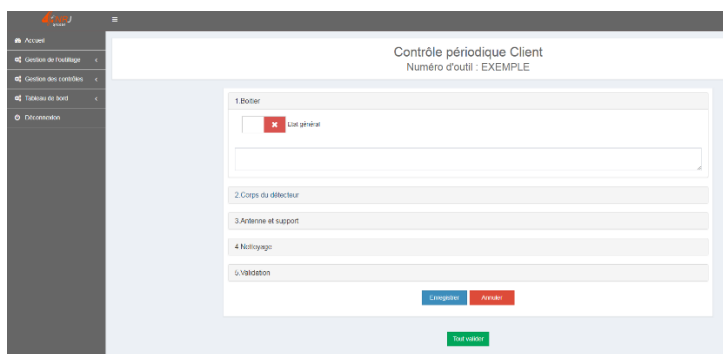 Accueil
Gestion de l'outillage
Gestion des contrôles
Tableau de bord
Déconnexion
Contrôle périodique Client
Numéro d'outil : EXEMPLE
1.Boitier
Etat général
2.Corps du détecteur
3.Antenne et support
4.Nettoyage
5.Validation
Enregistrer Annuler
Tout valider